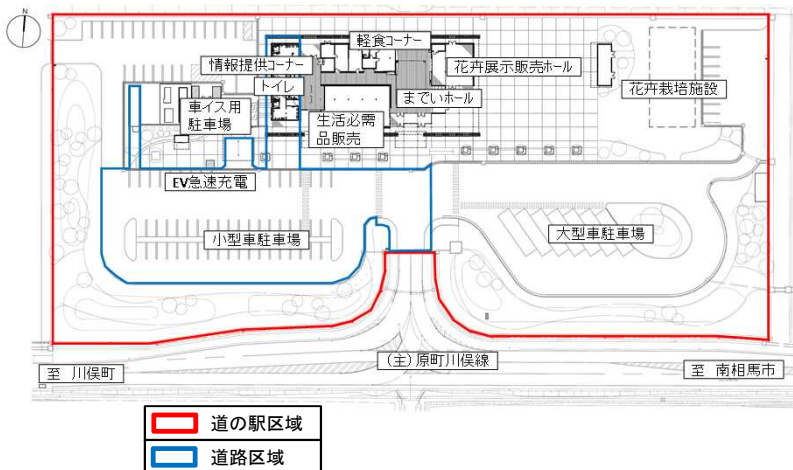 N
軽食コーナー
情報提供コーナー
花卉展示販売ホール
トイレ
花卉栽培施設
までいホール
車イス用
駐車場
生活必需
品販売
EV急速充電
小型車駐車場
大型車駐車場
(主)原町川俣線
至 川俣町
至 南相馬市
道の駅区域
道路区域